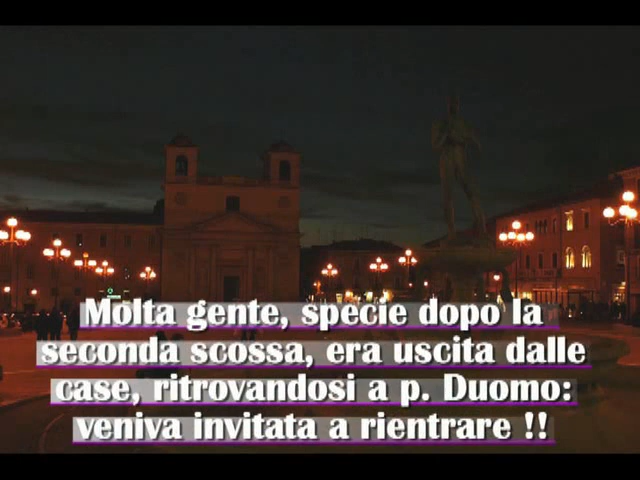 Molta gente, specie dopo la
seconda scossa, era uscita dalle
case, ritrovandosi a p. Duomo:
veniva invitata a rientrare !!